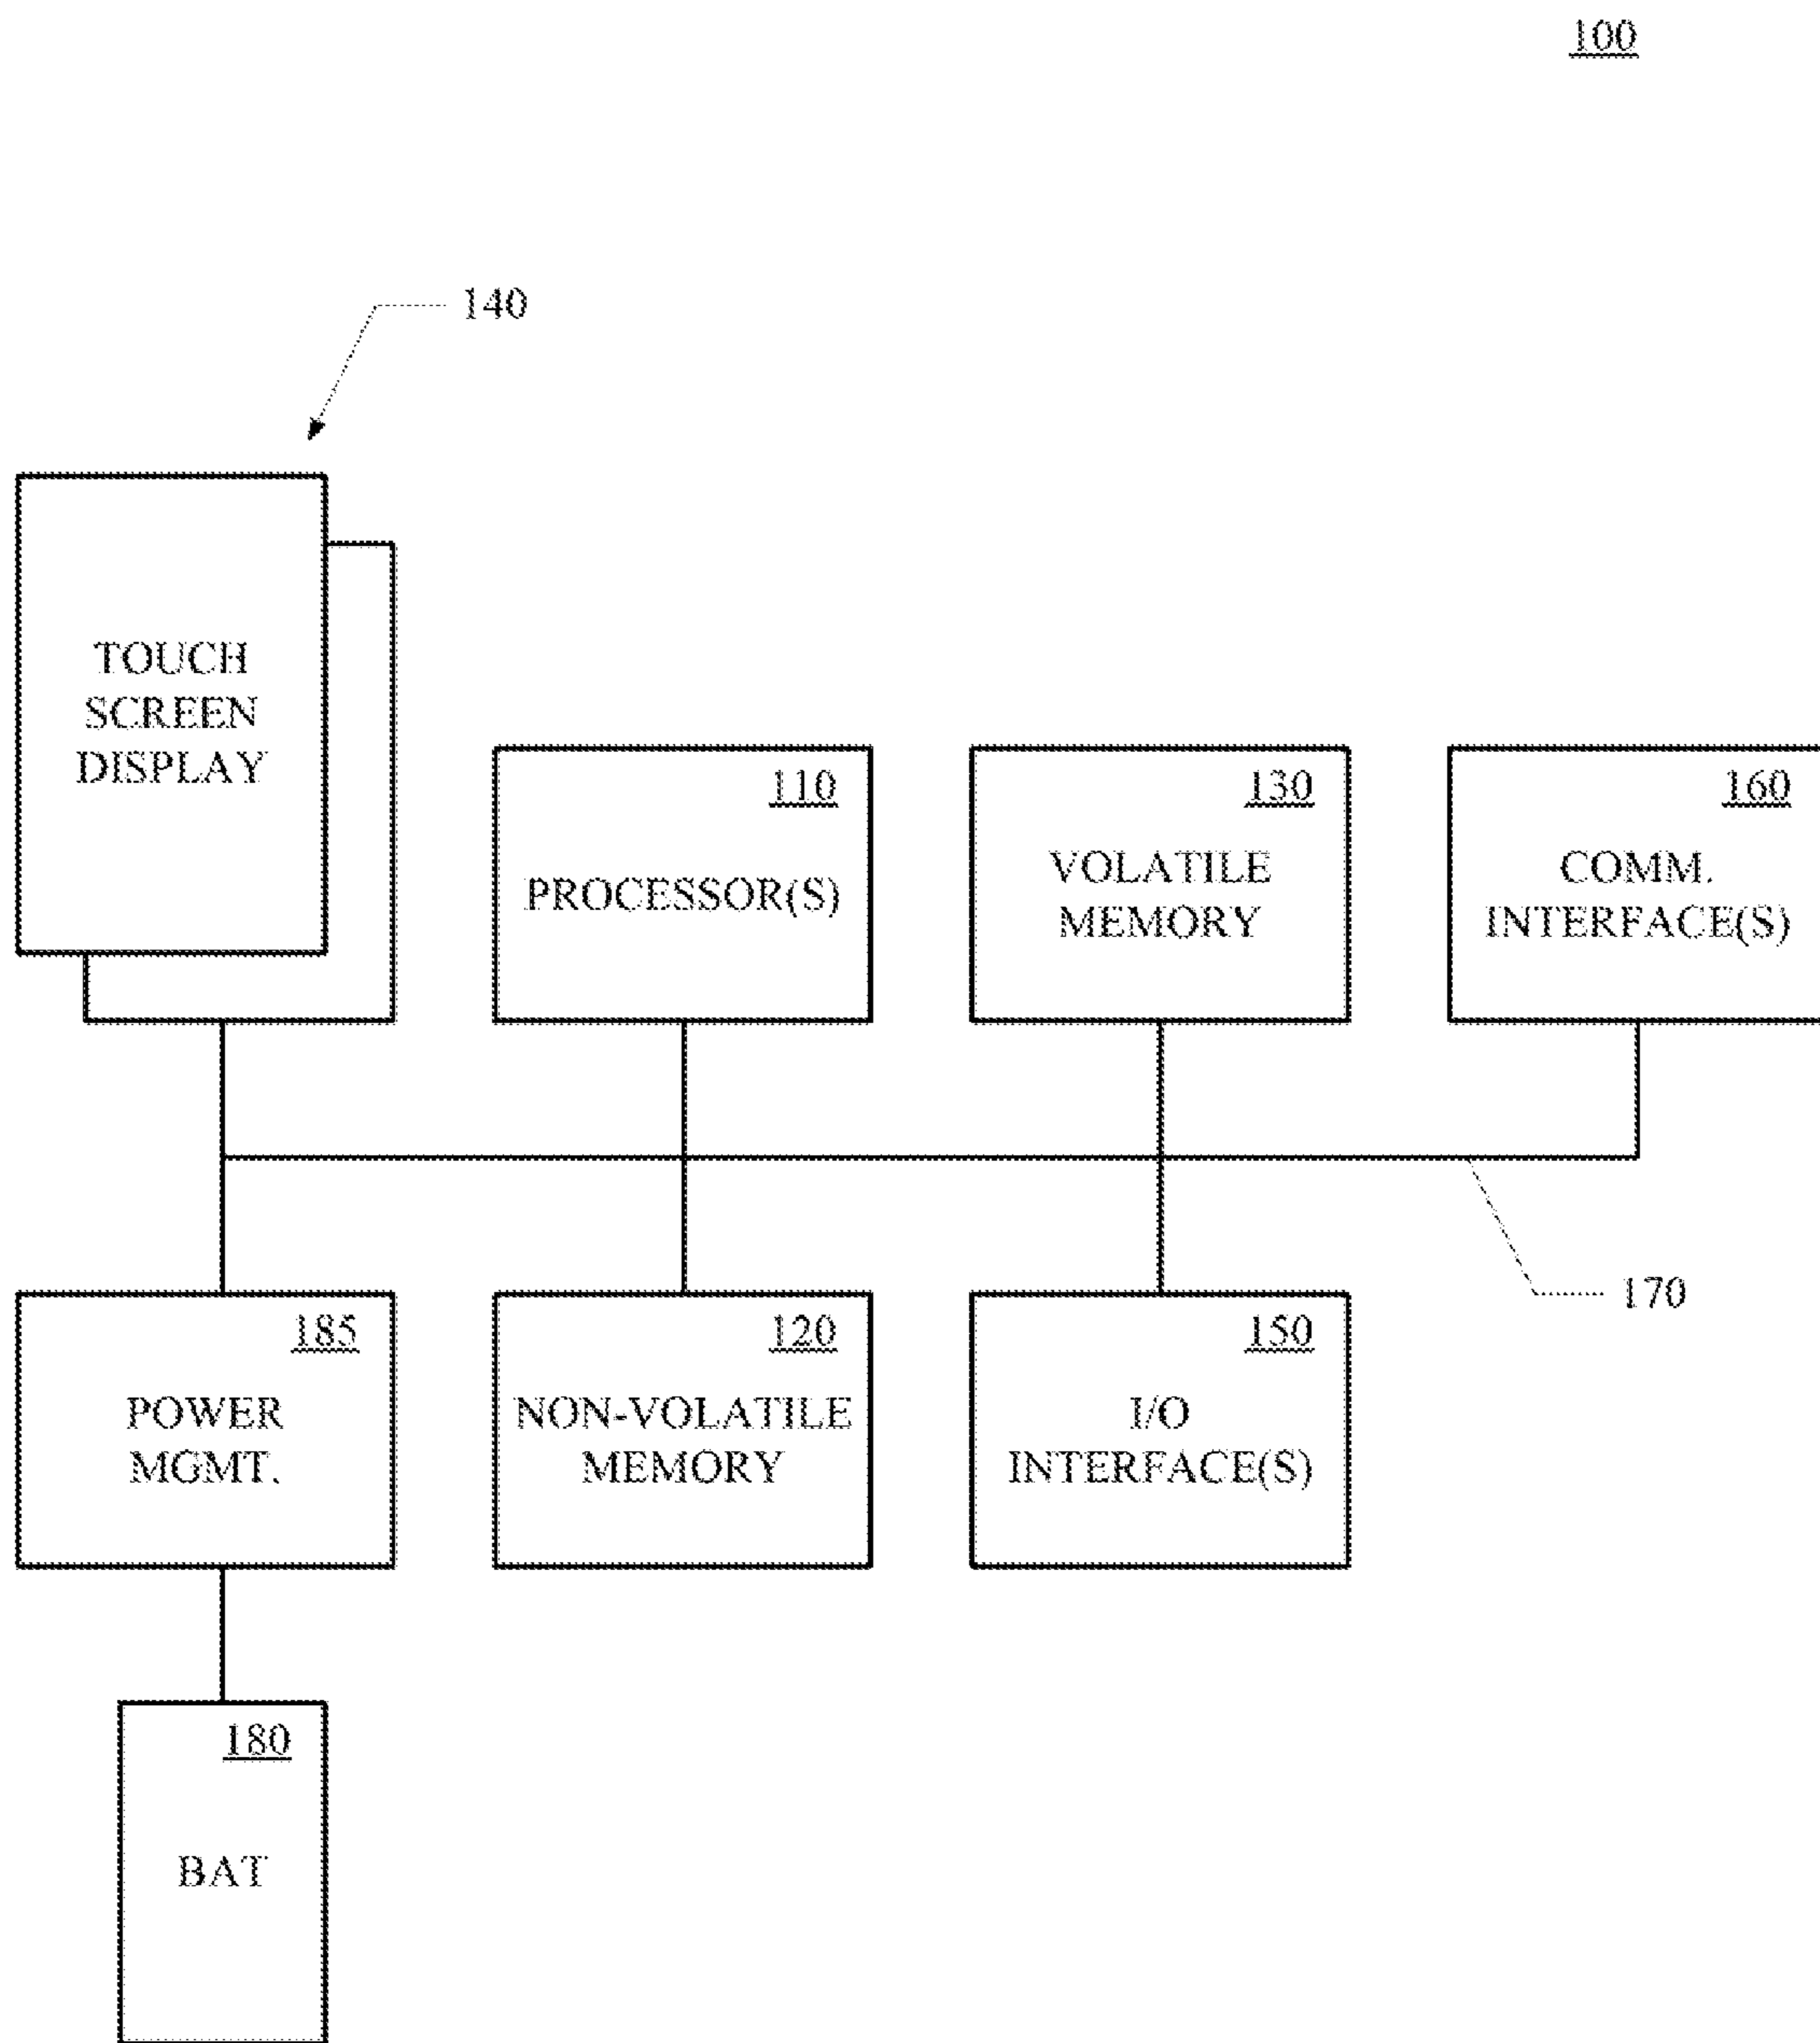 100
140
TOUCH
SCREEN
DISPLAY
110
PROCESSOR(S)
130
VOLATILE
MEMORY
160
COMM.
INTERFACE(S)
170
185
POWER
MGMT.
120
NON-VOLATILE
MEMORY
150
I/O
INTERFACE(S)
180
BAT